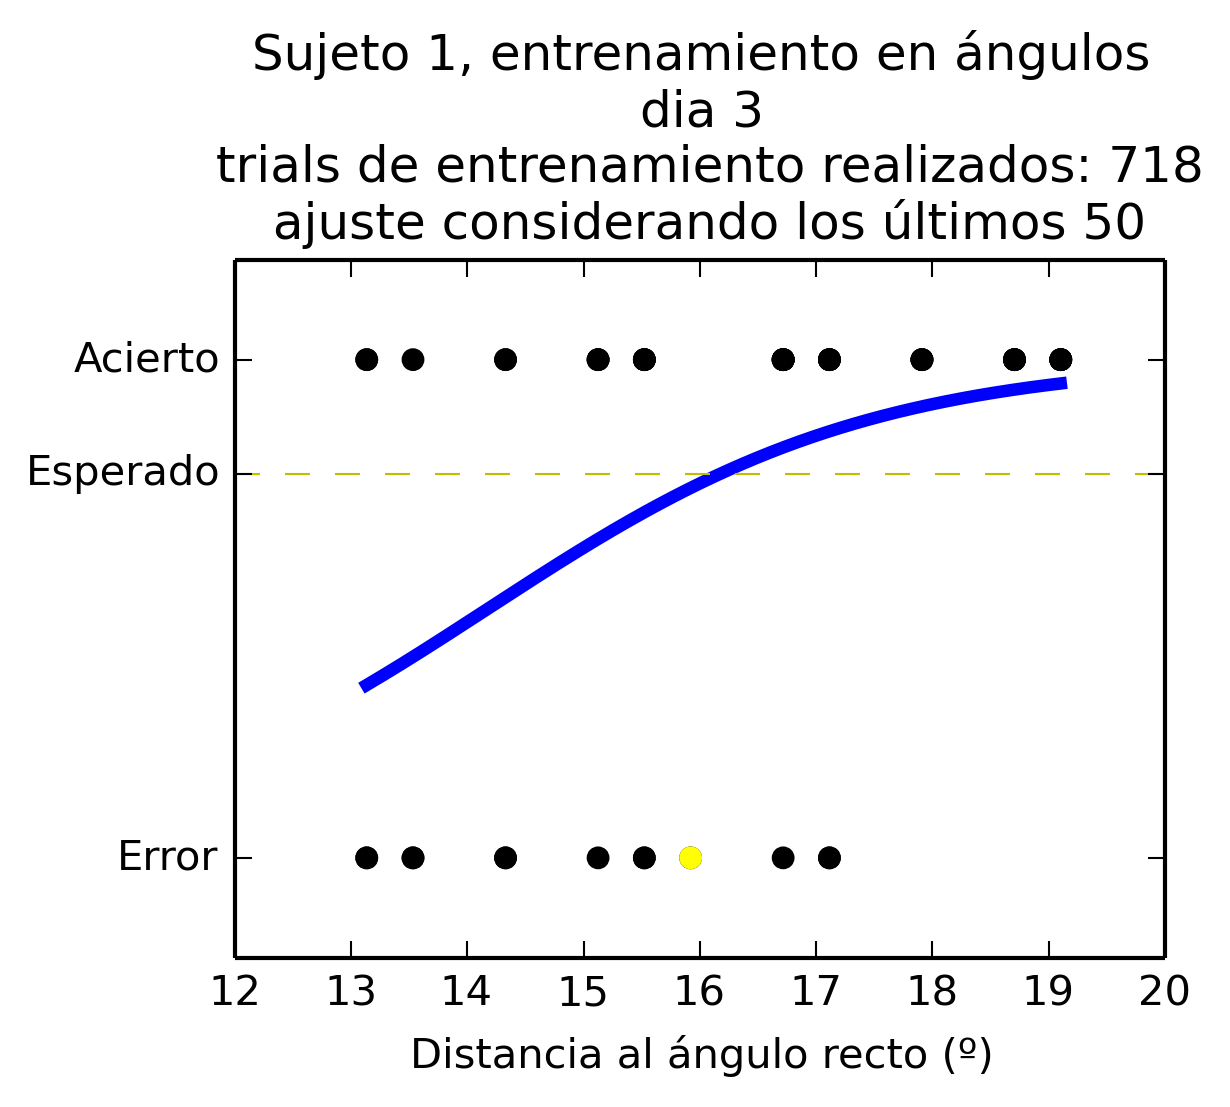 Sujeto 1, entrenamiento en ángulos
dia 3
trials de entrenamiento realizados: 718
ajuste considerando los últimos 50
Acierto
Esperado
Error
12 13 14 15 16 17 18 19 20
Distancia al ángulo recto (º)